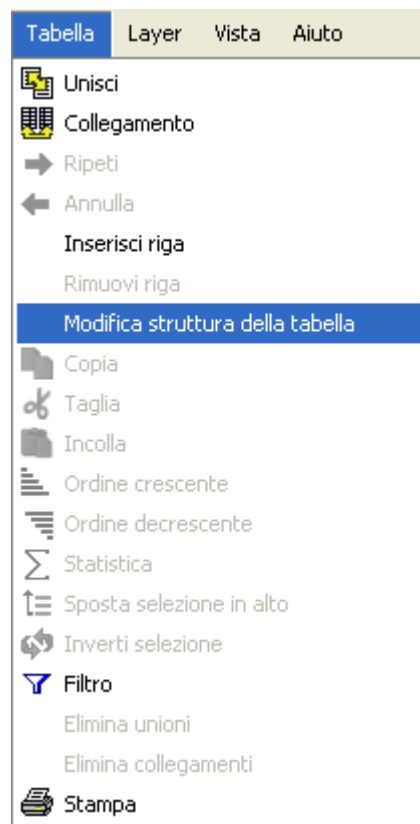 Tabella Layer Vista Aiuto
Unisci
Collegamento
Ripeti
Annulla
Inserisci riga
Rimuovi riga
Modifica struttura della tabella
Copia
Taglia
Incolla
Ordine crescente
Ordine decrescente
Statistica
Sposta selezione in alto
Inverti selezione
Filtro
Elimina unioni
Elimina collegamenti
Stampa